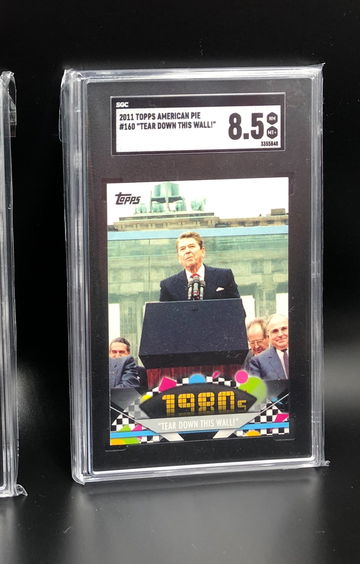 SGC
2011 TOPPS AMERICAN PIE
#160 "TEAR DOWN THIS WALL!"
8.5
NM
MT+
3355848
Topps
1980s
"TEAR DOWN THIS WALL!"